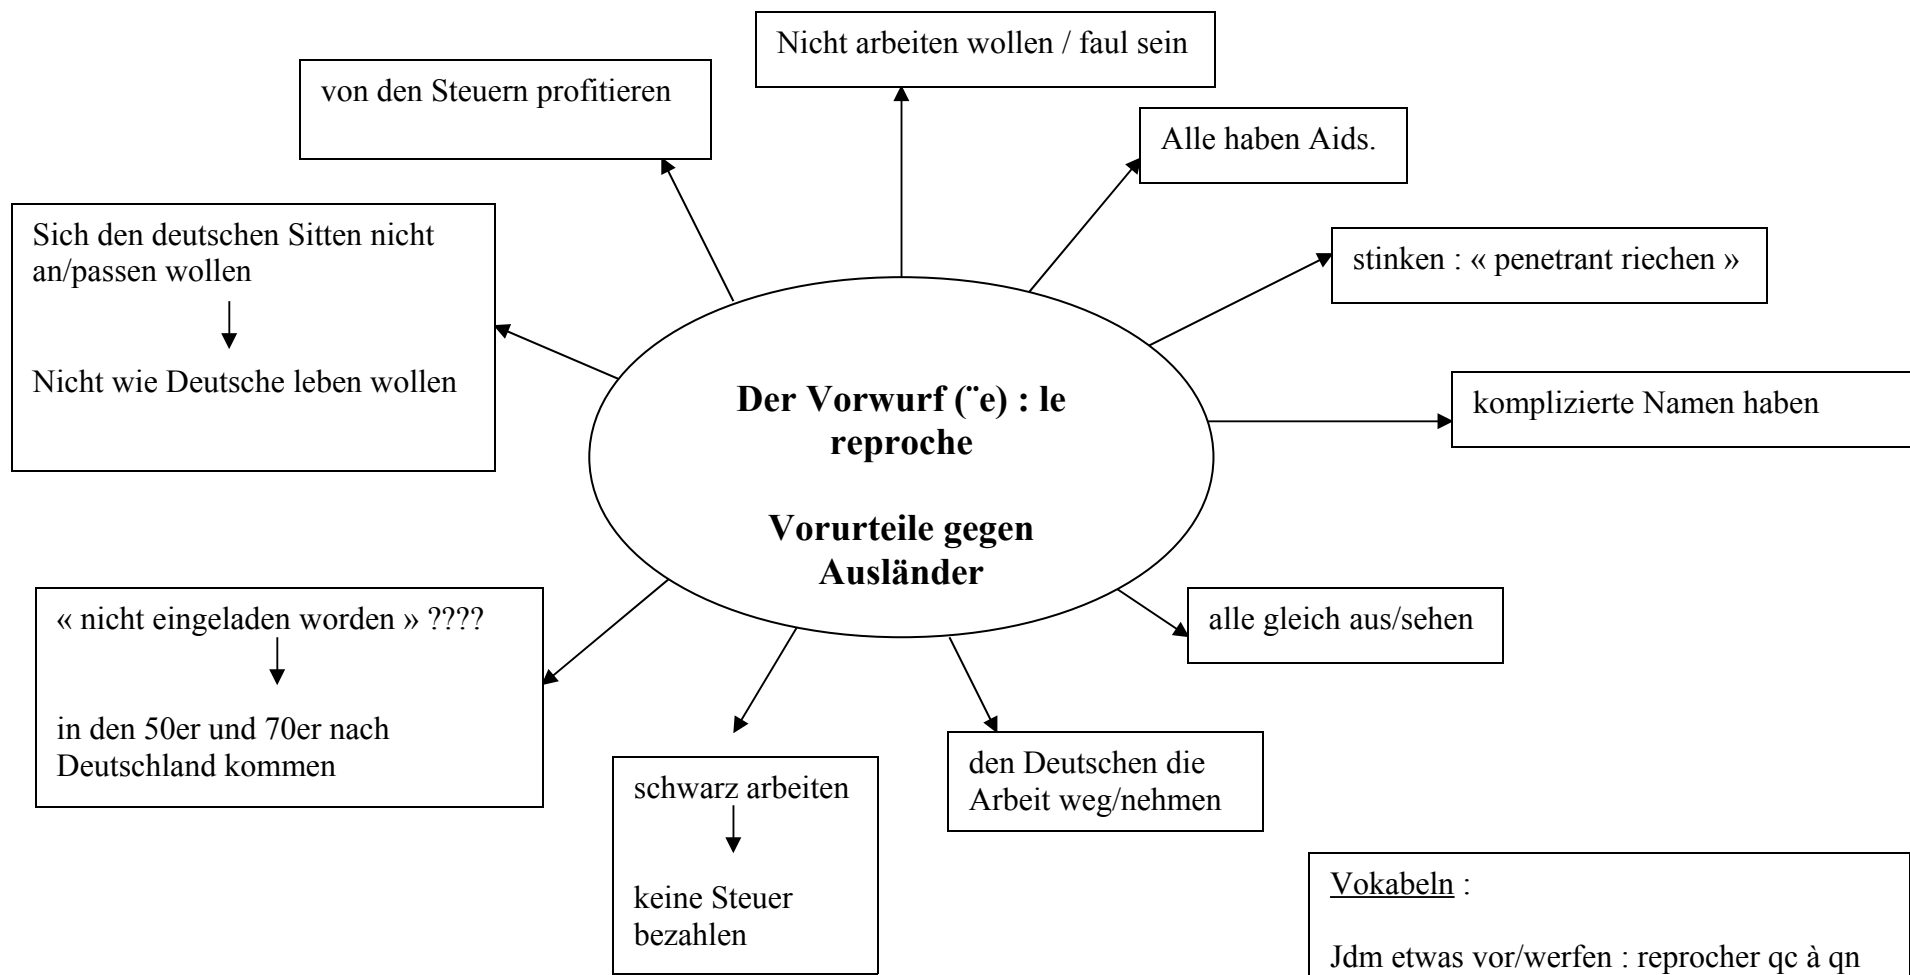 Nicht arbeiten wollen / faul sein
von den Steuern profitieren
Alle haben Aids.
Sich den deutschen Sitten nicht
an/passen wollen
Nicht wie Deutsche leben wollen
stinken : « penetrant riechen »
komplizierte Namen haben
Der Vorwurf (¨e) : le
reproche
Vorurteile gegen
Ausländer
« nicht eingeladen worden » ????
in den 50er und 70er nach
Deutschland kommen
alle gleich aus/sehen
schwarz arbeiten
keine Steuer
bezahlen
den Deutschen die
Arbeit weg/nehmen
Vokabeln :
Jdm etwas vor/werfen : reprocher qc à qn